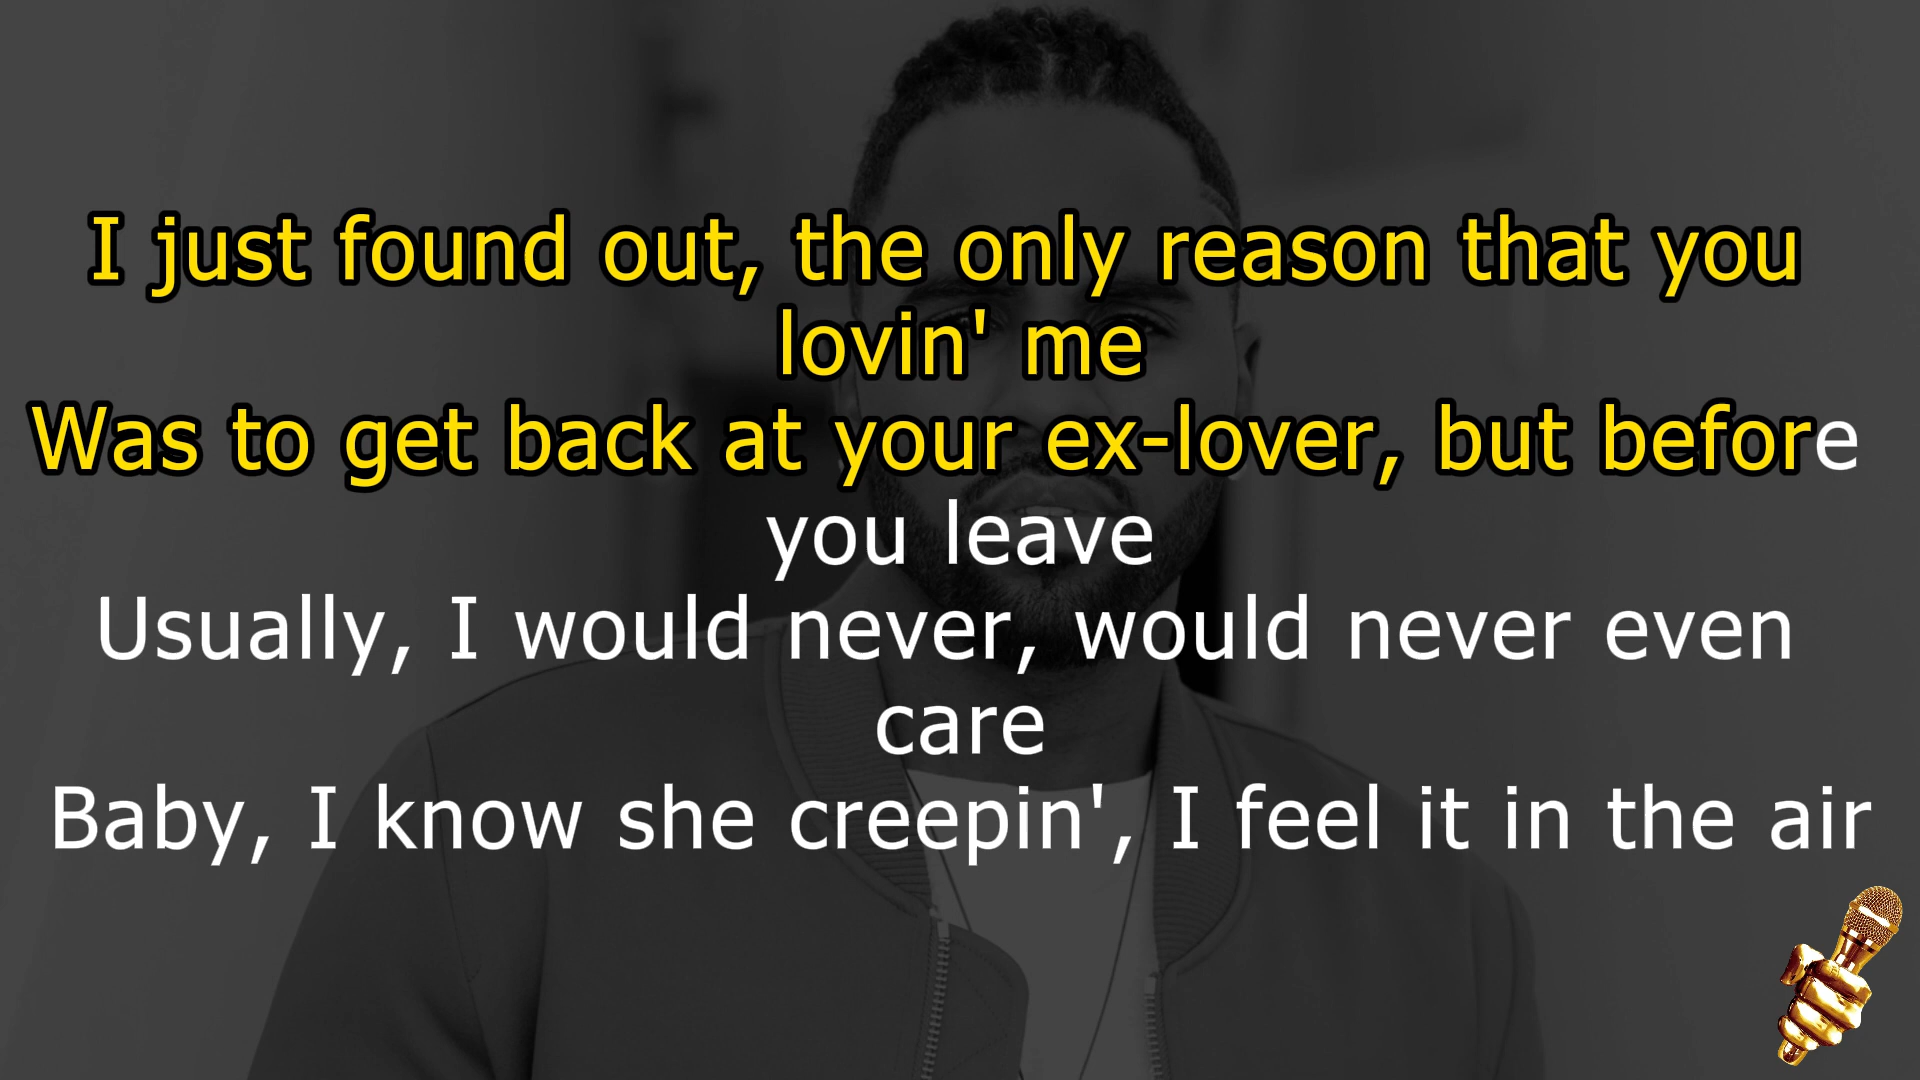 I just found out, the only reason that you
lovin' me
Was to get back at your ex-lover, but before
you leave
Usually, I would never, would never even
care
Baby, I know she creepin', I feel it in the air